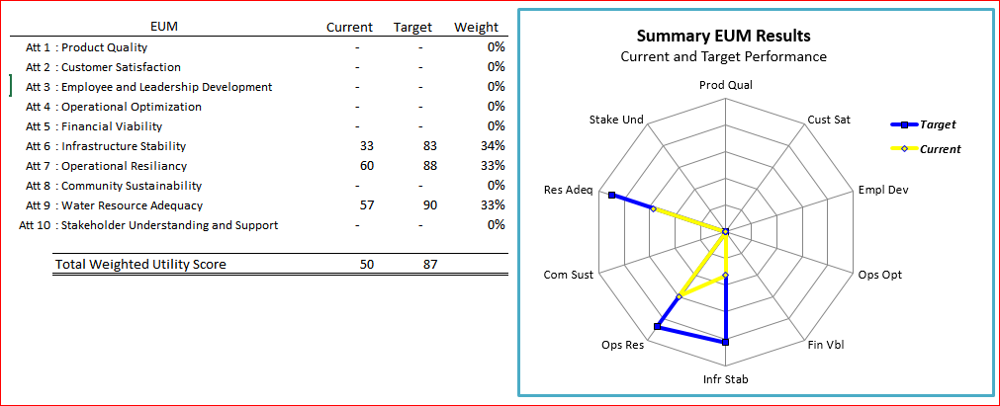 EUM Current Target Weight
Att 1 : Product Quality - - 0%
Att 2 : Customer Satisfaction - - 0%
Att 3 : Employee and Leadership Development - - 0%
Att 4 : Operational Optimization - - 0%
Att 5 : Financial Viability - - 0%
Att 6 : Infrastructure Stability 33 83 34%
Att 7 : Operational Resiliancy 60 88 33%
Att 8 : Community Sustainability - - 0%
Att 9 : Water Resource Adequacy 57 90 33%
Att 10 : Stakeholder Understanding and Support - - 0%
Total Weighted Utility Score 50 87
Summary EUM Results
Current and Target Performance
Prod Qual
Cust Sat
Empl Dev
Ops Opt
Fin Vbl
Infr Stab
Ops Res
Com Sust
Res Adeq
Stake Und
Target
Current